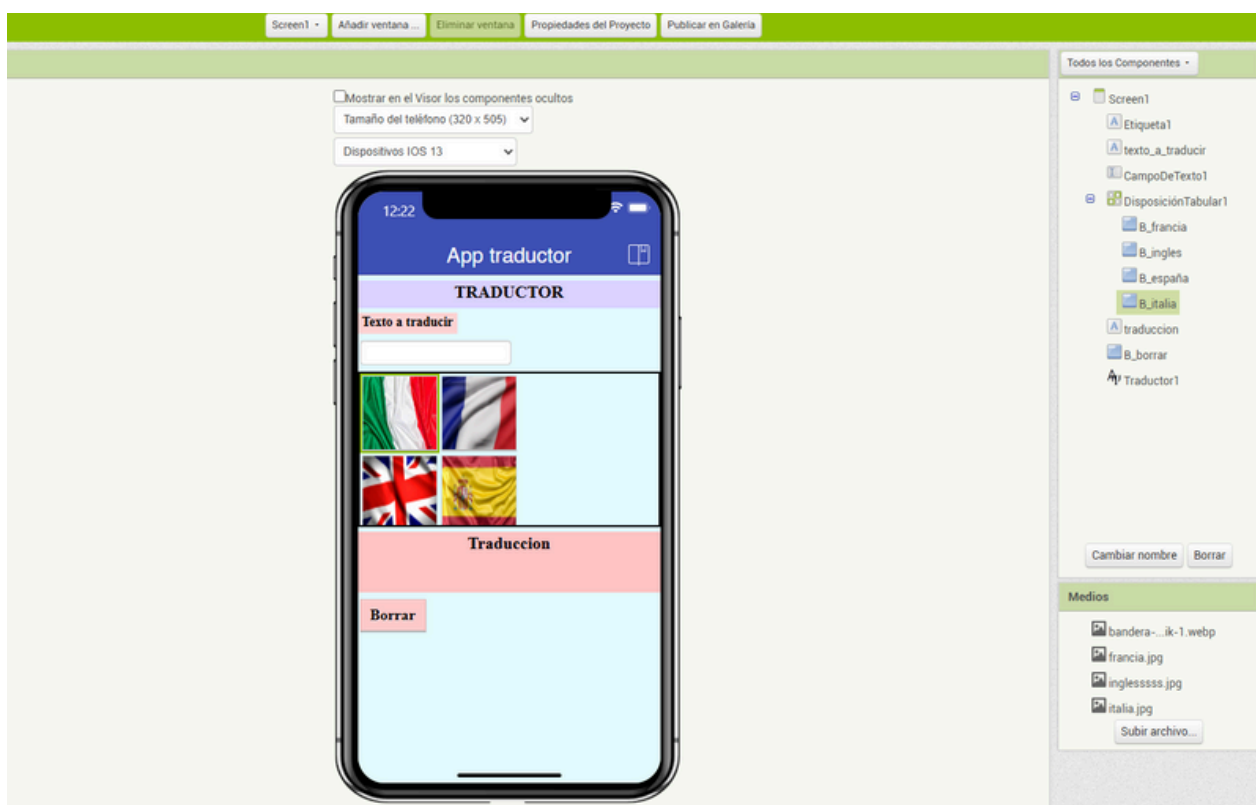 Screen1
Añadir ventana ...
Eliminar ventana
Propiedades del Proyecto
Publicar en Galería
Todos los Componentes
Mostrar en el Visor los componentes ocultos
Tamaño del teléfono (320 x 505)
Dispositivos IOS 13
12:22
App traductor
TRADUCTOR
Texto a traducir
Traduccion
Borrar
Screen1
Etiqueta1
texto_a_traducir
CampoDeTexto1
DisposiciónTabular1
B_francia
B_ingles
B_españa
B_italia
traduccion
B_borrar
Traductor1
Cambiar nombre
Borrar
Medios
bandera-...ik-1.webp
francia.jpg
inglesssss.jpg
italia.jpg
Subir archivo...